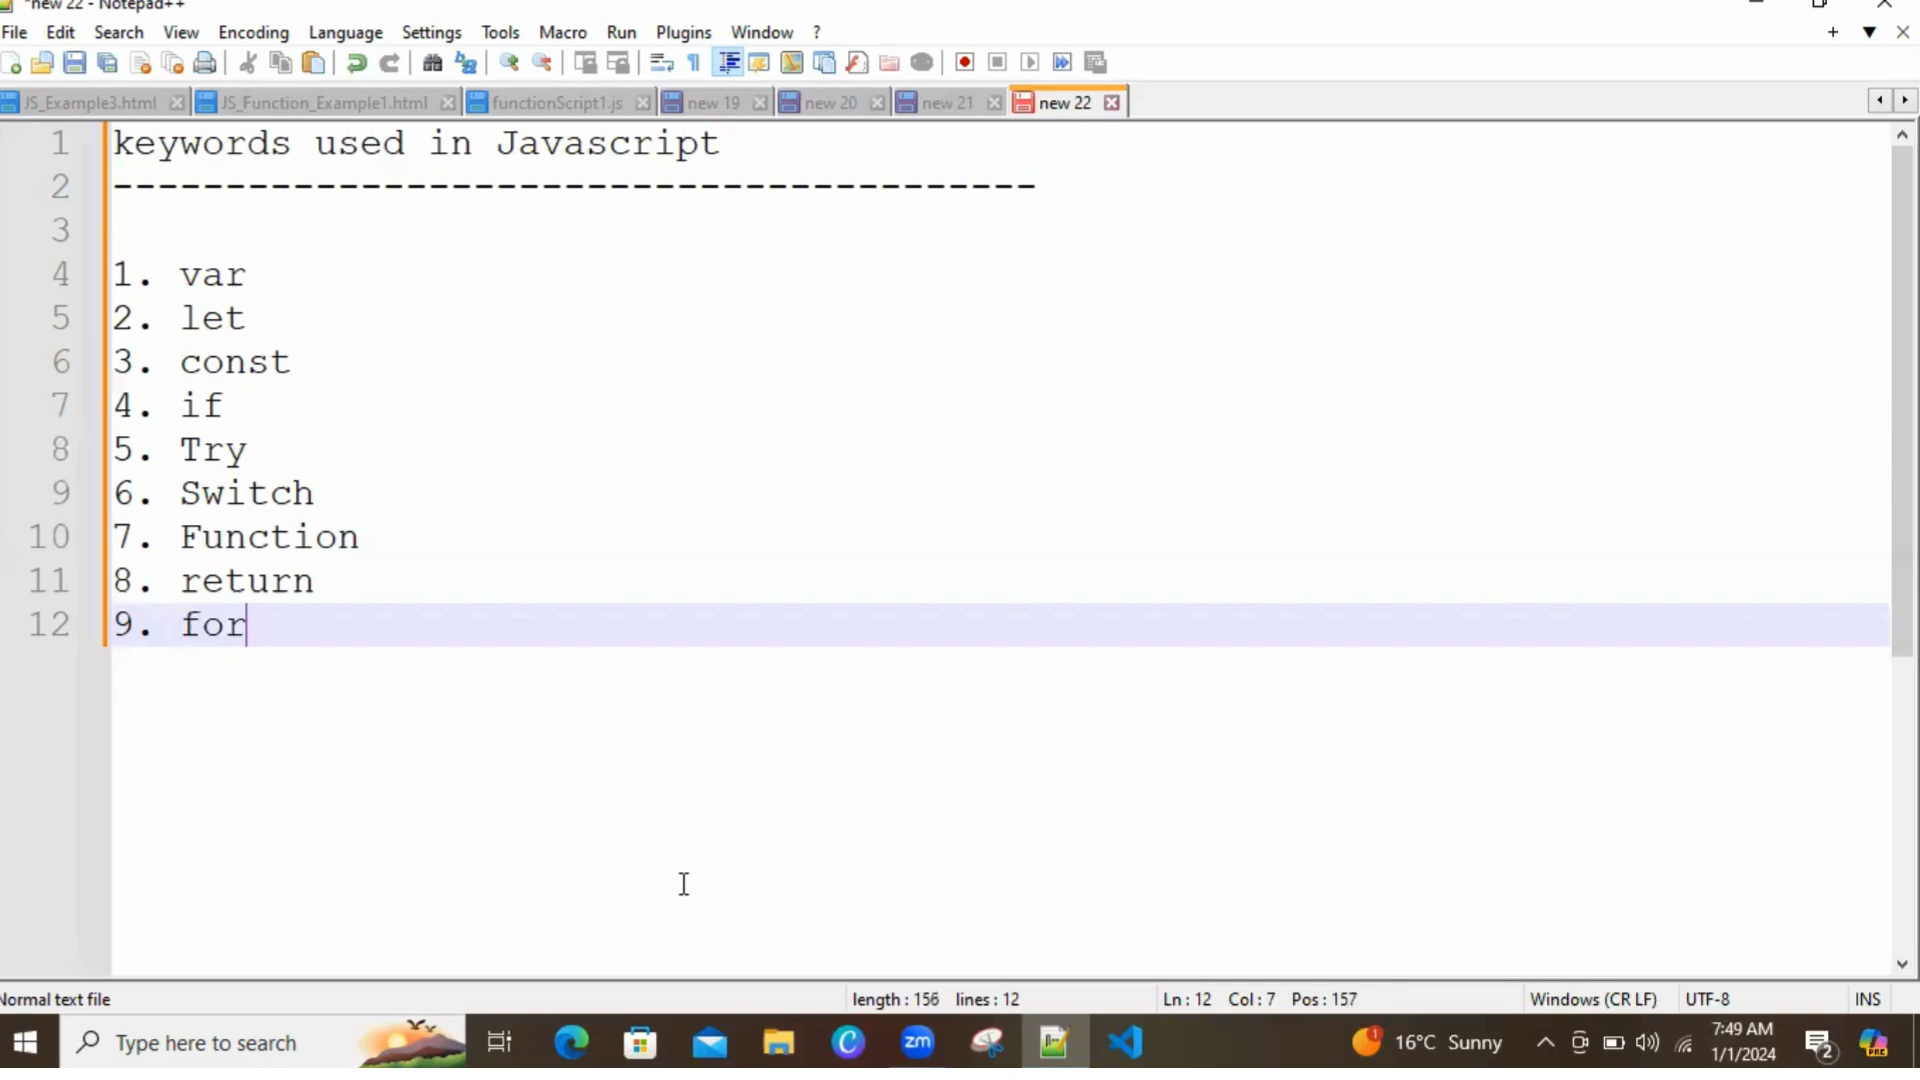 *new 22 - Notepad++
File Edit Search View Encoding Language Settings Tools Macro Run Plugins Window ?
JS_Example3.html JS_Function_Example1.html functionScript1.js new 19 new 20 new 21 new 22
1 keywords used in Javascript
2 -----------------------------------------
3
4 1. var
5 2. let
6 3. const
7 4. if
8 5. Try
9 6. Switch
10 7. Function
11 8. return
12 9. for
Normal text file length : 156 lines : 12 Ln : 12 Col : 7 Pos : 157 Windows (CR LF) UTF-8 INS
Type here to search zm 1 16°C Sunny 7:49 AM
1/1/2024 2 PRE